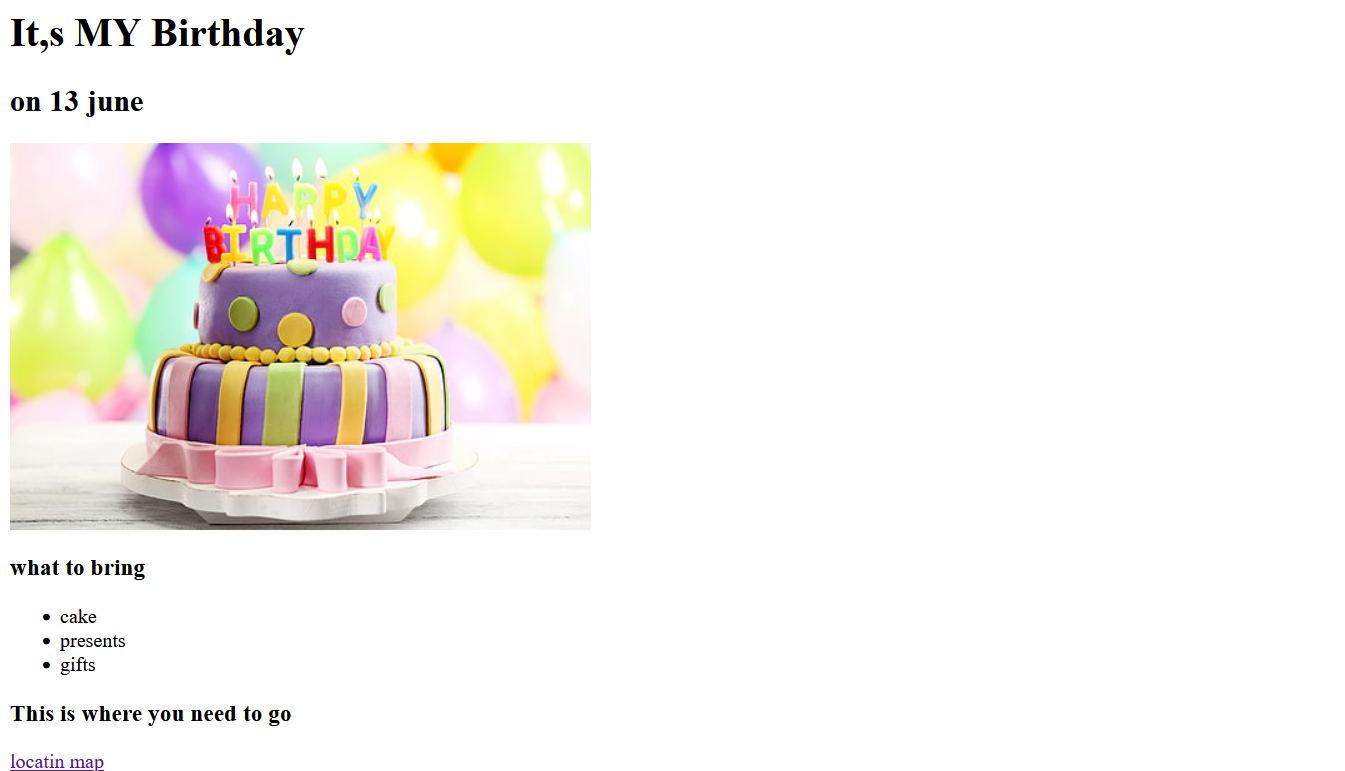 It,s MY Birthday
on 13 june
HAPPY
BIRTHDAY
what to bring
cake
presents
gifts
This is where you need to go
locatin map